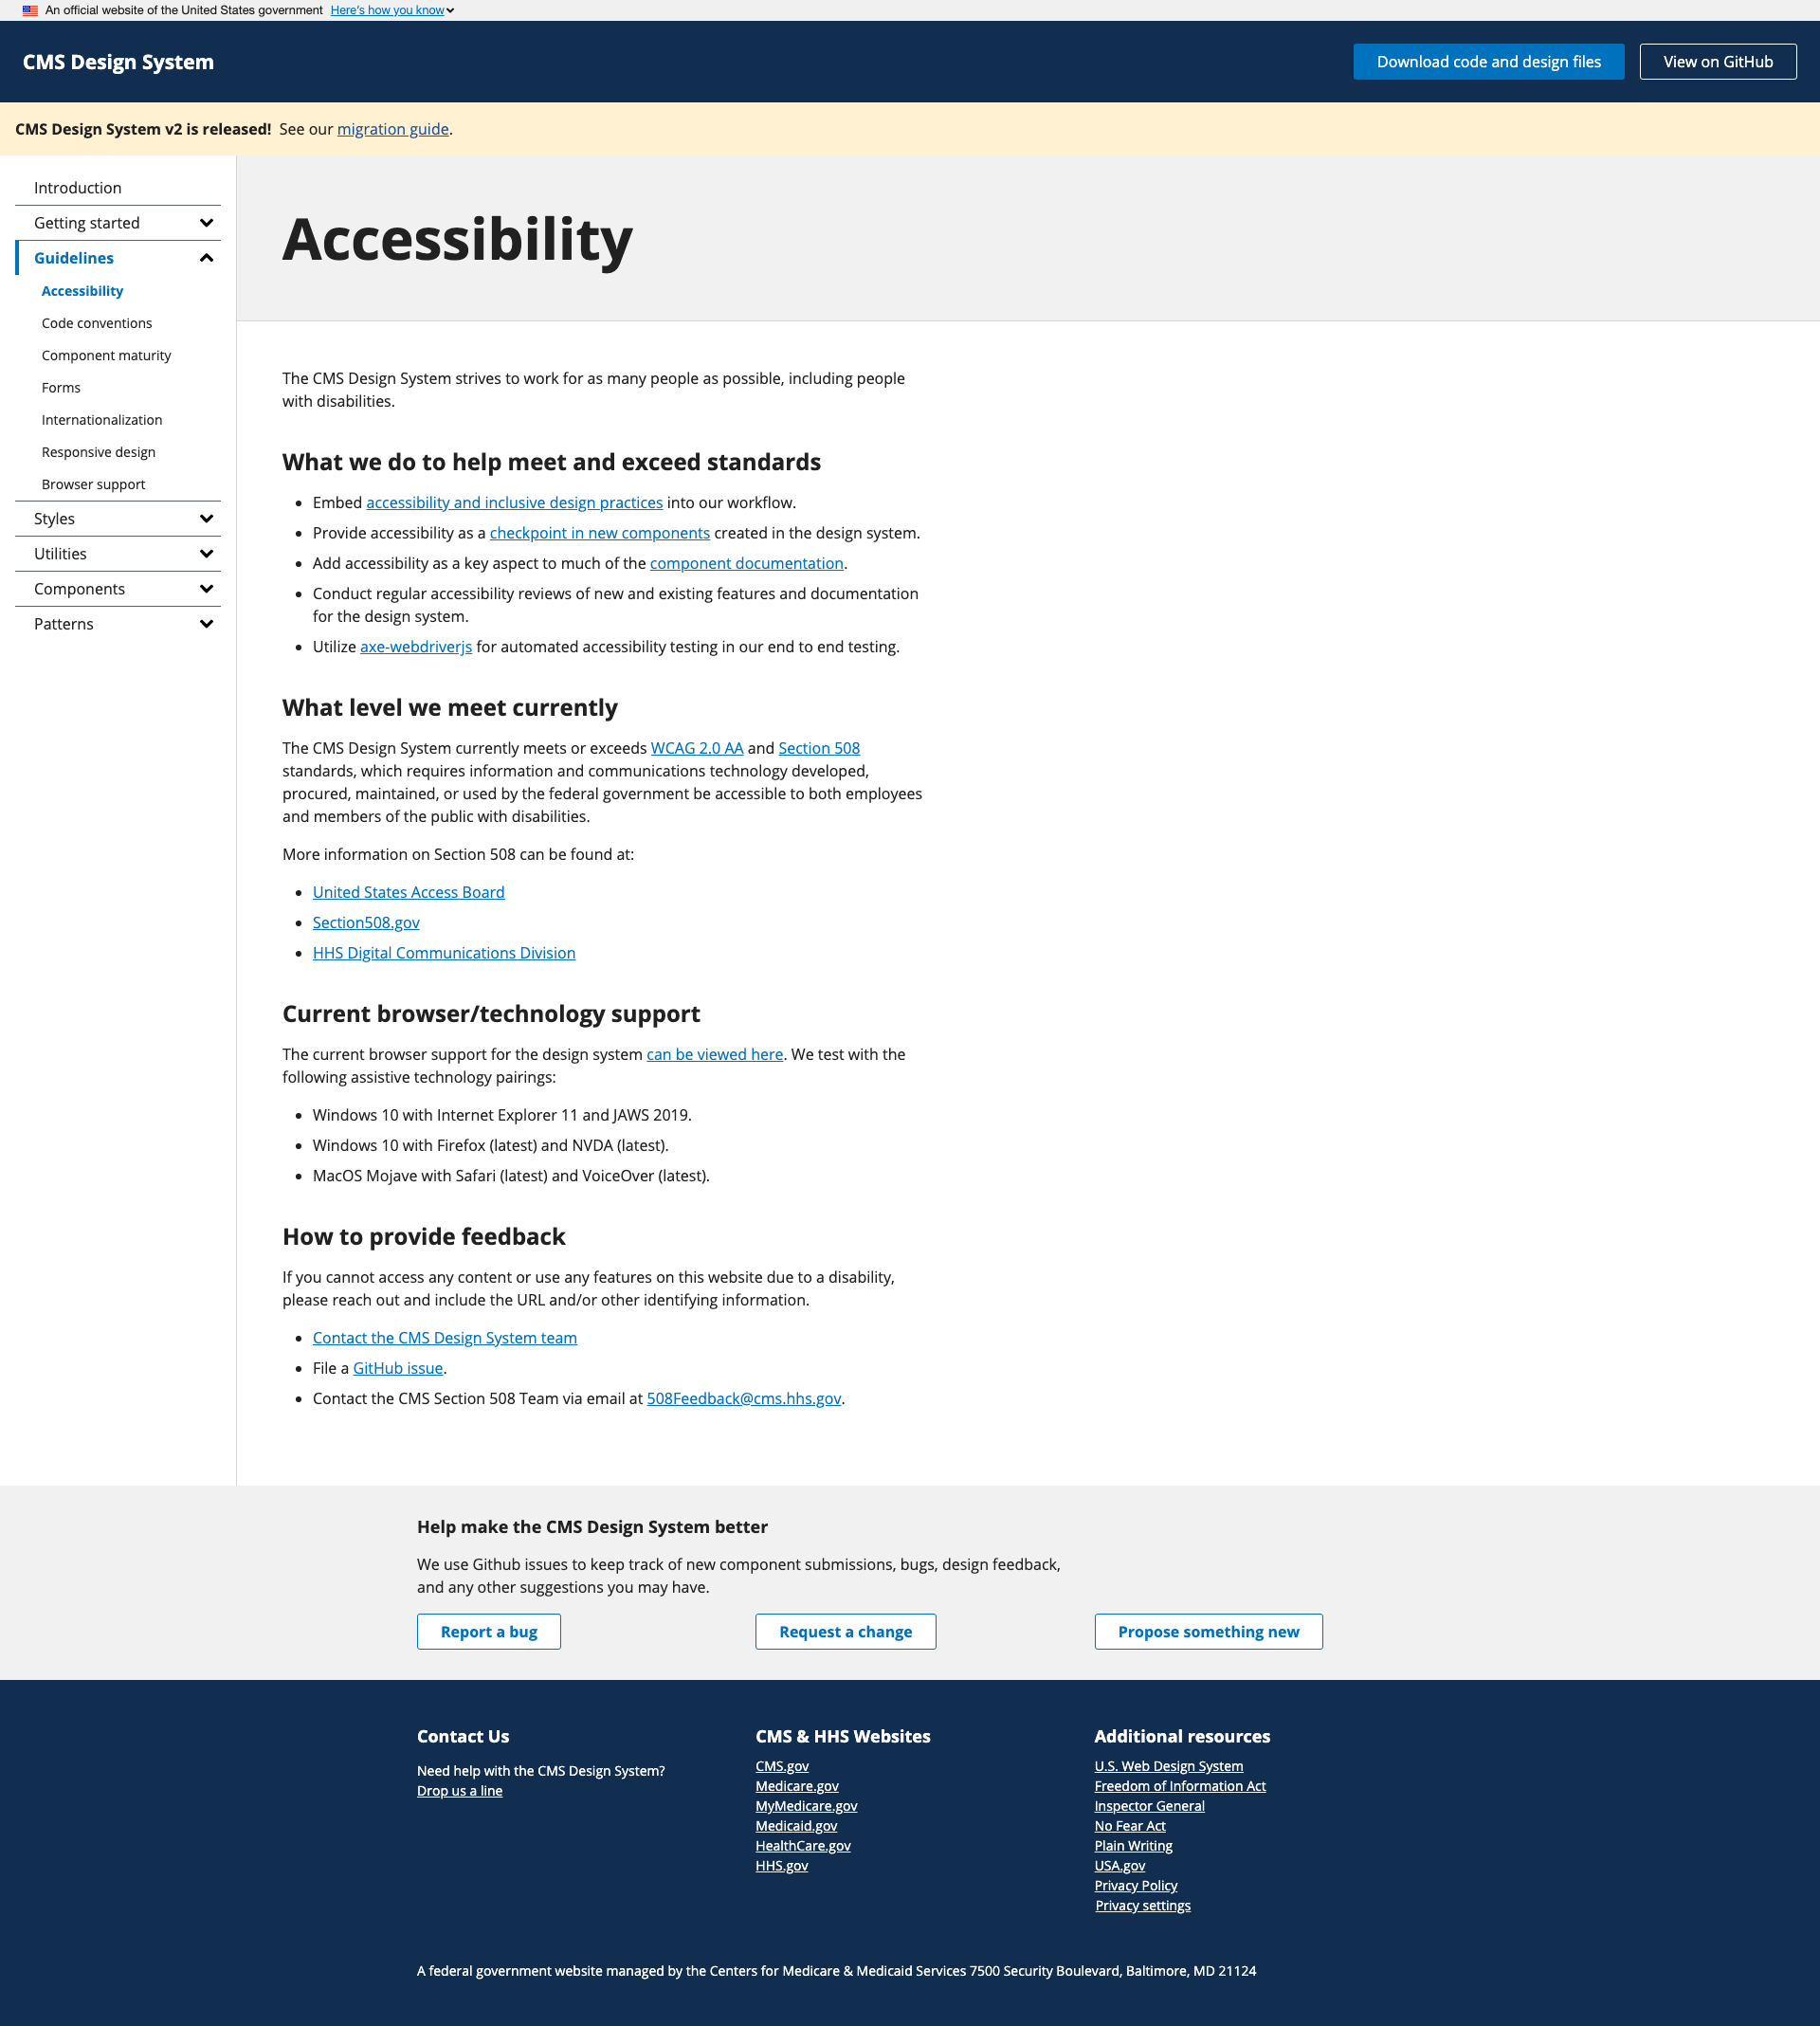 An official website of the United States government Here's how you know
CMS Design System
Download code and design files
View on GitHub
CMS Design System v2 is released! See our migration guide.
Introduction
Getting started
Guidelines
Accessibility
Code conventions
Component maturity
Forms
Internationalization
Responsive design
Browser support
Styles
Utilities
Components
Patterns
Accessibility
The CMS Design System strives to work for as many people as possible, including people
with disabilities.
What we do to help meet and exceed standards
Embed accessibility and inclusive design practices into our workflow.
Provide accessibility as a checkpoint in new components created in the design system.
Add accessibility as a key aspect to much of the component documentation.
Conduct regular accessibility reviews of new and existing features and documentation
for the design system.
Utilize axe-webdriverjs for automated accessibility testing in our end to end testing.
What level we meet currently
The CMS Design System currently meets or exceeds WCAG 2.0 AA and Section 508
standards, which requires information and communications technology developed,
procured, maintained, or used by the federal government be accessible to both employees
and members of the public with disabilities.
More information on Section 508 can be found at:
United States Access Board
Section508.gov
HHS Digital Communications Division
Current browser/technology support
The current browser support for the design system can be viewed here. We test with the
following assistive technology pairings:
Windows 10 with Internet Explorer 11 and JAWS 2019.
Windows 10 with Firefox (latest) and NVDA (latest).
MacOS Mojave with Safari (latest) and VoiceOver (latest).
How to provide feedback
If you cannot access any content or use any features on this website due to a disability,
please reach out and include the URL and/or other identifying information.
Contact the CMS Design System team
File a GitHub issue.
Contact the CMS Section 508 Team via email at 508Feedback@cms.hhs.gov.
Help make the CMS Design System better
We use Github issues to keep track of new component submissions, bugs, design feedback,
and any other suggestions you may have.
Report a bug
Request a change
Propose something new
Contact Us
Need help with the CMS Design System?
Drop us a line
CMS & HHS Websites
CMS.gov
Medicare.gov
MyMedicare.gov
Medicaid.gov
HealthCare.gov
HHS.gov
Additional resources
U.S. Web Design System
Freedom of Information Act
Inspector General
No Fear Act
Plain Writing
USA.gov
Privacy Policy
Privacy settings
A federal government website managed by the Centers for Medicare & Medicaid Services 7500 Security Boulevard, Baltimore, MD 21124